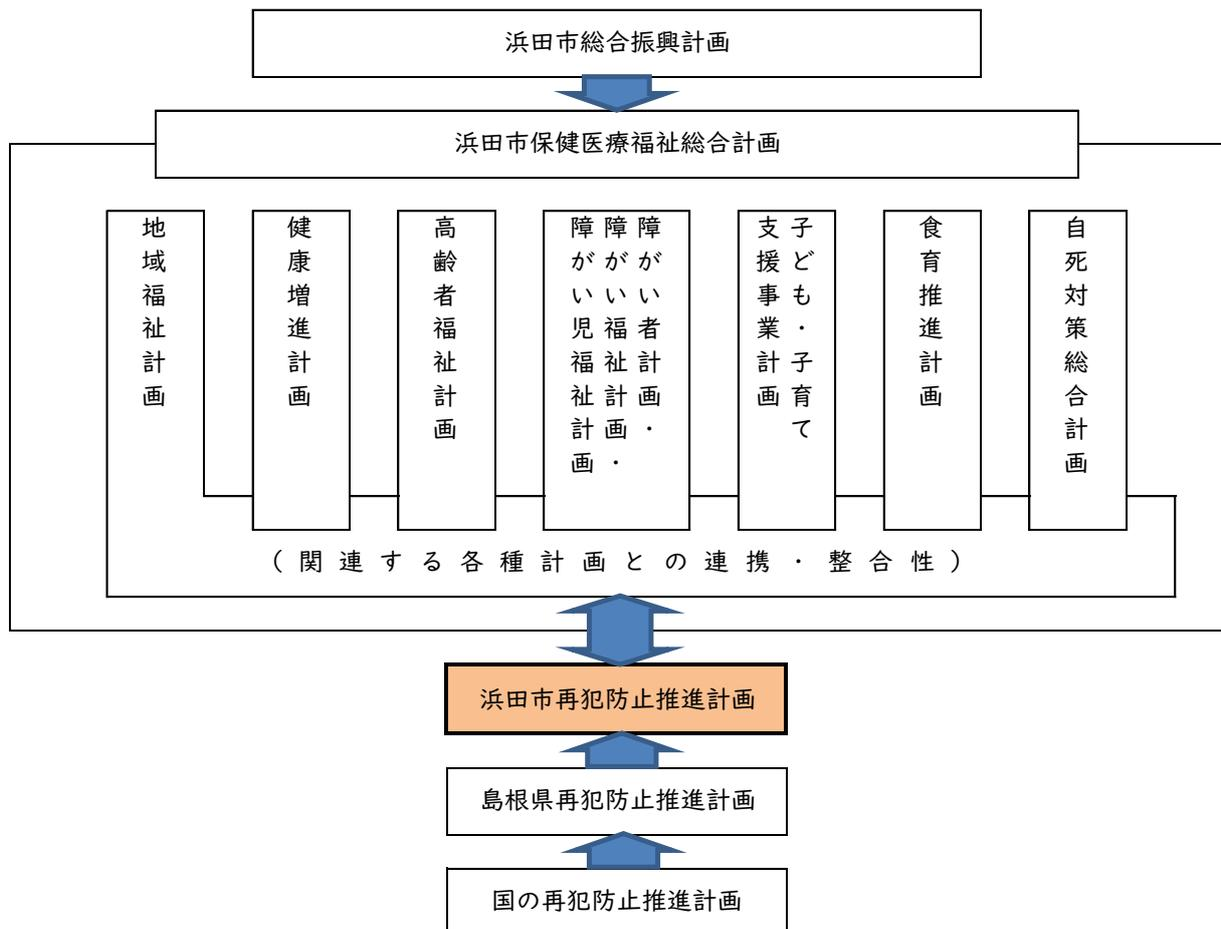 浜田市総合振興計画
浜田市保健医療福祉総合計画
地域福祉計画
健康増進計画
高齢者福祉計画
障がい者計画・
障がい福祉計画・
障がい児福祉計画
子ども・子育て
支援事業計画
食育推進計画
自死対策総合計画
（関連する各種計画との連携・整合性）
浜田市再犯防止推進計画
島根県再犯防止推進計画
国の再犯防止推進計画